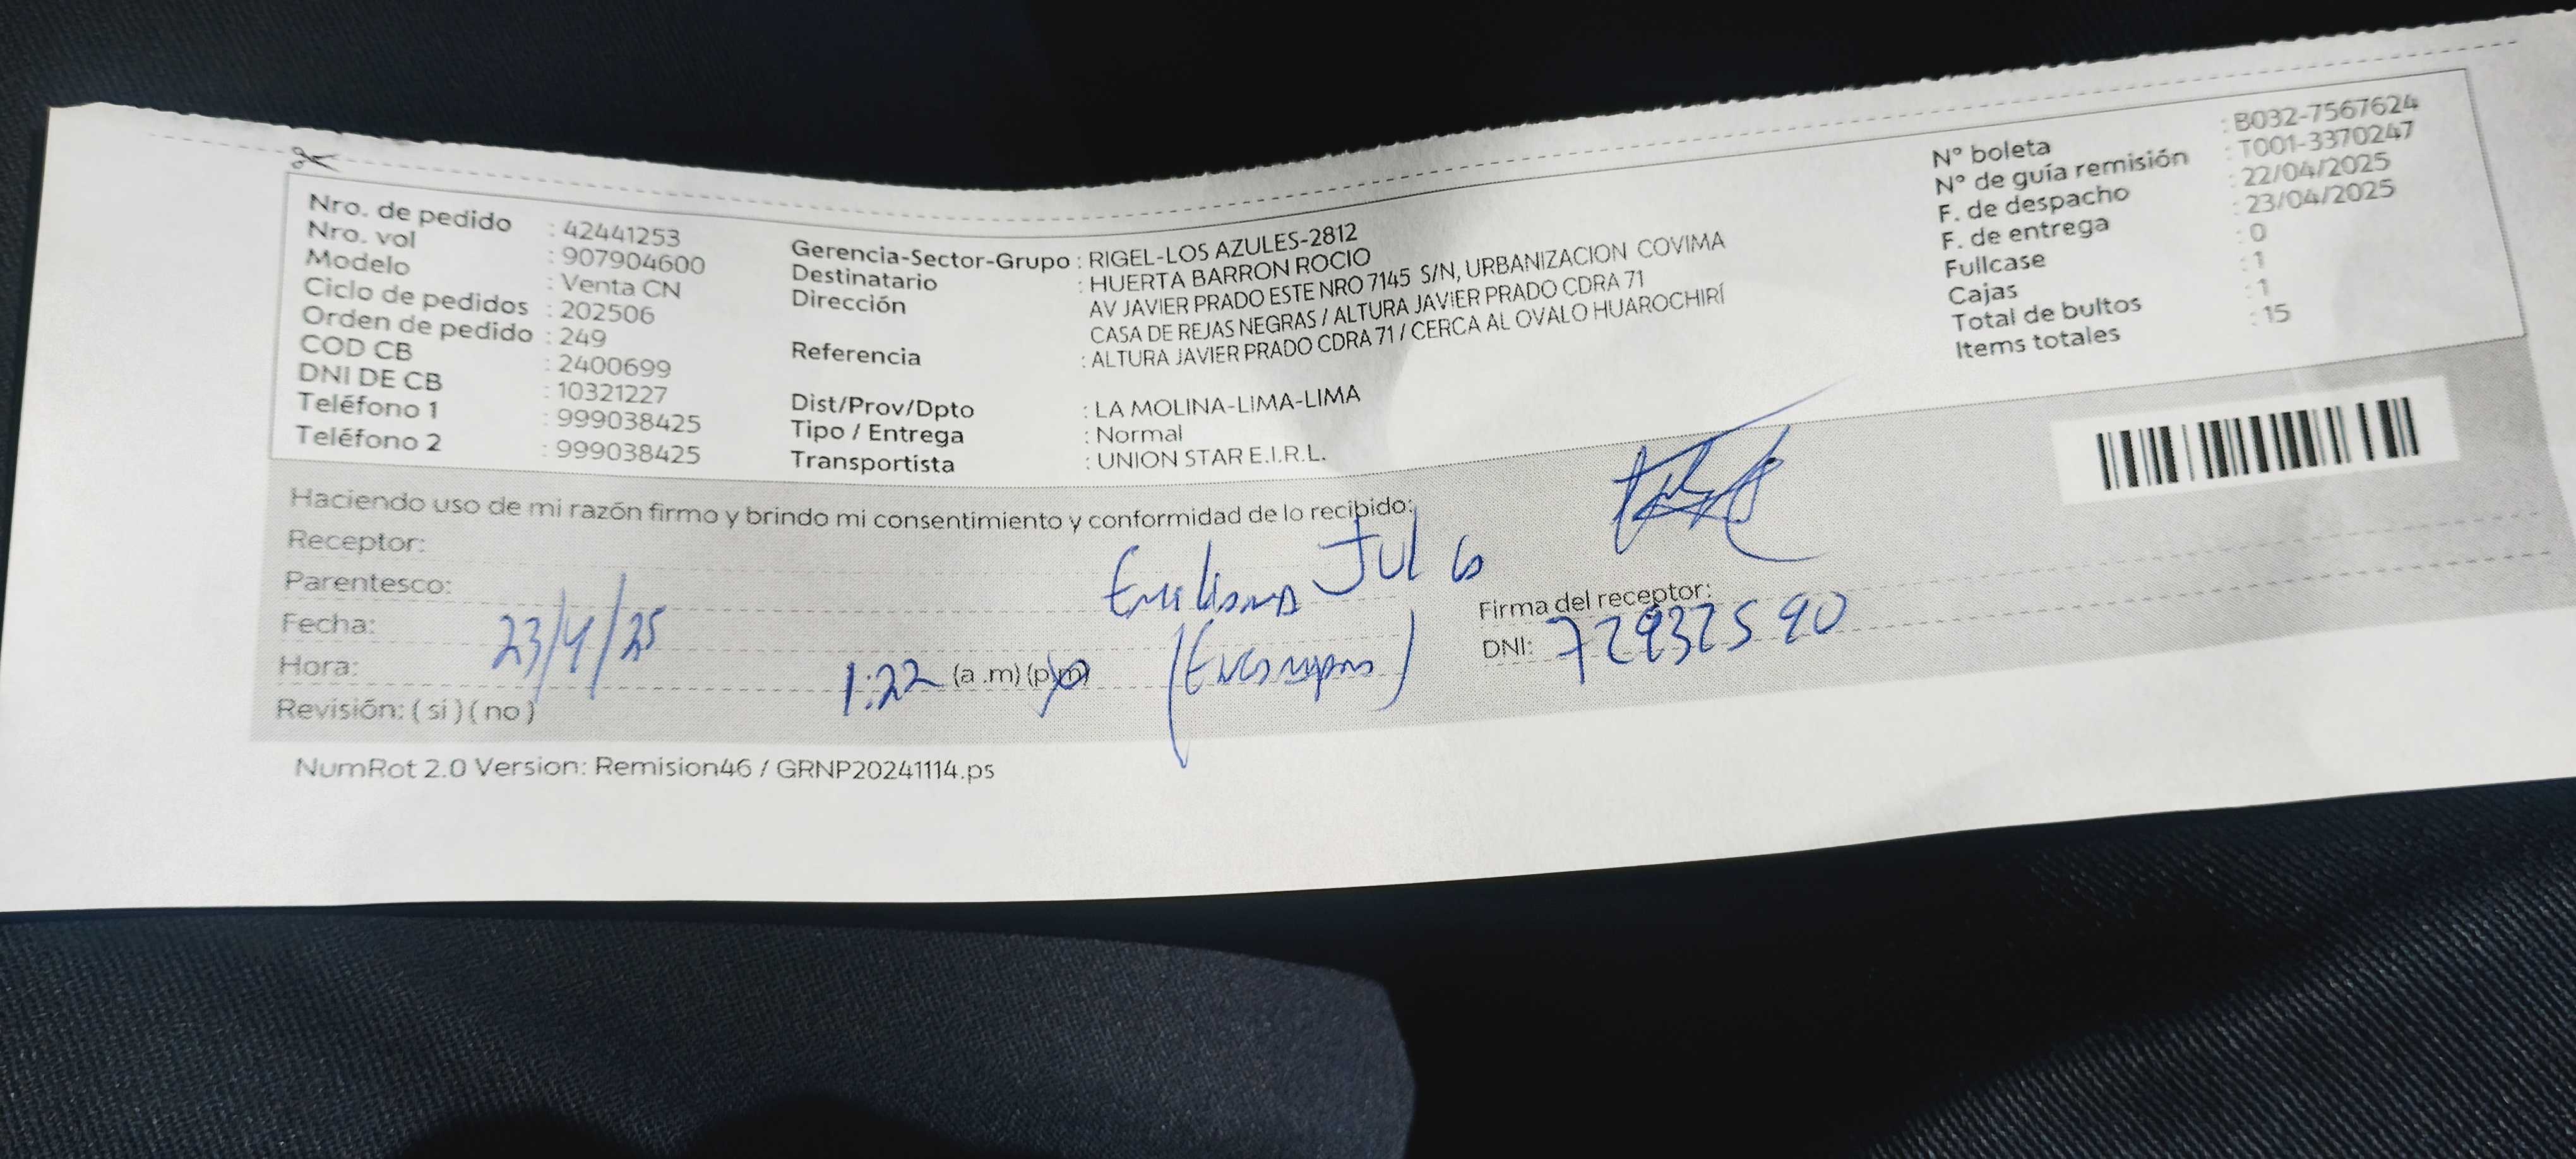 Nro. de pedido : 42441253
Nro. vol : 907904600
Modelo : Venta CN
Ciclo de pedidos : 202506
Orden de pedido : 249
COD CB : 2400699
DNI DE CB : 10321227
Teléfono 1 : 999038425
Teléfono 2 : 999038425
Gerencia-Sector-Grupo : RIGEL-LOS AZULES-2812
Destinatario : HUERTA BARRON ROCIO
Dirección AV JAVIER PRADO ESTE NRO 7145 S/N, URBANIZACION COVIMA
CASA DE REJAS NEGRAS / ALTURA JAVIER PRADO CDRA 71
Referencia : ALTURA JAVIER PRADO CDRA 71 / CERCA AL OVALO HUAROCHIRÍ
Dist/Prov/Dpto : LA MOLINA-LIMA-LIMA
Tipo / Entrega : Normal
Transportista : UNION STAR E.I.R.L.
N° boleta : B032-7567624
N° de guía remisión : T001-3370247
F. de despacho : 22/04/2025
F. de entrega : 23/04/2025
Fullcase : 0
Cajas : 1
Total de bultos : 1
Items totales : 15
Haciendo uso de mi razón firmo y brindo mi consentimiento y conformidad de lo recibido:
Receptor:
Parentesco:
Fecha: 23/4/25
Hora: 1:22 (a .m) (p.m)
Revisión: ( si ) ( no )
Firma del receptor:
DNI: 72932590
NumRot 2.0 Version: Remision46 / GRNP20241114.ps